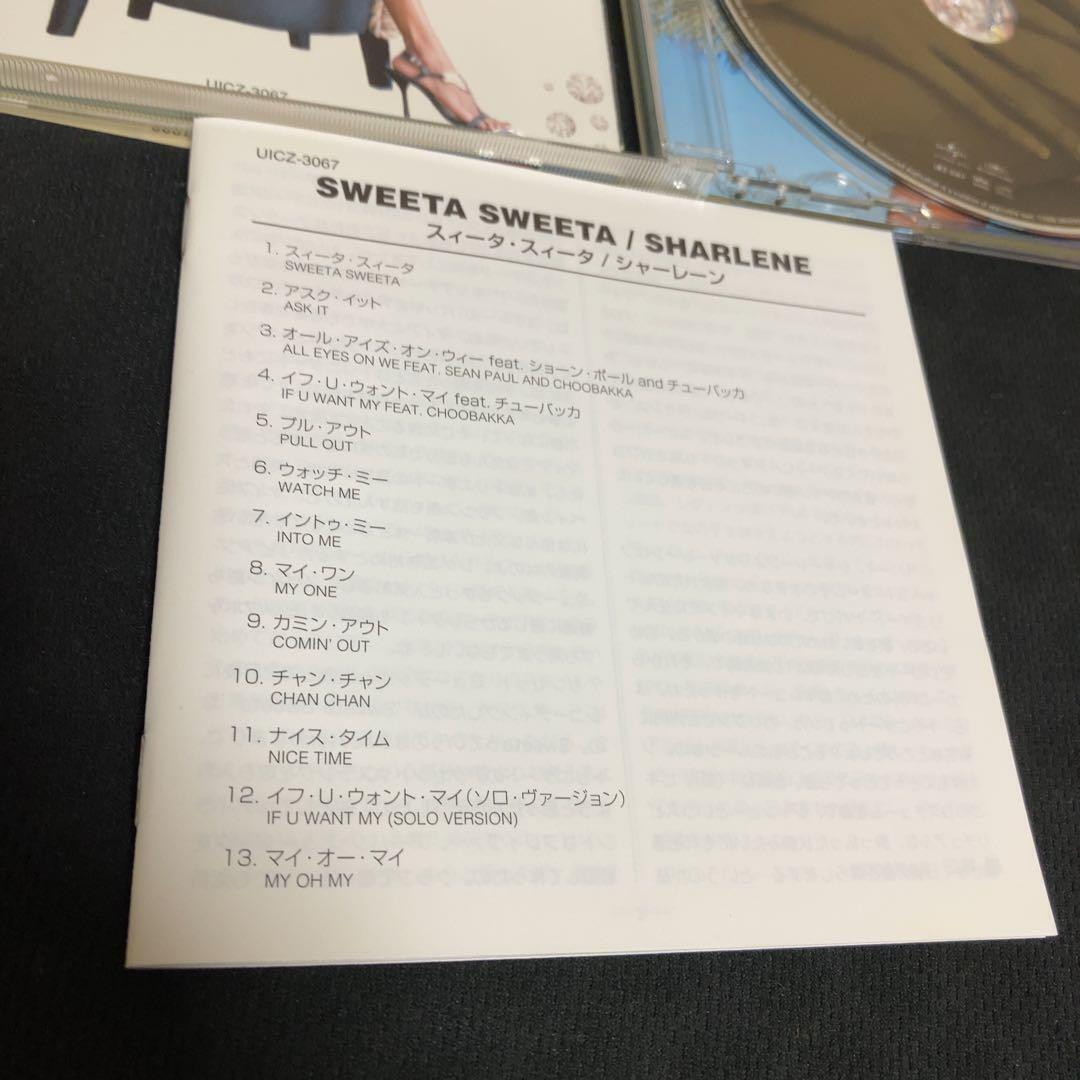 UICZ-3067
UICZ-3067
SWEETA SWEETA / SHARLENE
スィータ・スィータ / シャーレーン
1. スィータ・スィータ
SWEETA SWEETA
2. アスク・イット
ASK IT
3. オール・アイズ・オン・ウィー feat. ショーン・ポール and チューバッカ
ALL EYES ON WE FEAT. SEAN PAUL AND CHOOBAKKA
4. イフ・U・ウォント・マイ feat. チューバッカ
IF U WANT MY FEAT. CHOOBAKKA
5. プル・アウト
PULL OUT
6. ウォッチ・ミー
WATCH ME
7. イントゥ・ミー
INTO ME
8. マイ・ワン
MY ONE
9. カミン・アウト
COMIN' OUT
10. チャン・チャン
CHAN CHAN
11. ナイス・タイム
NICE TIME
12. イフ・U・ウォント・マイ(ソロ・ヴァージョン)
IF U WANT MY (SOLO VERSION)
13. マイ・オー・マイ
MY OH MY